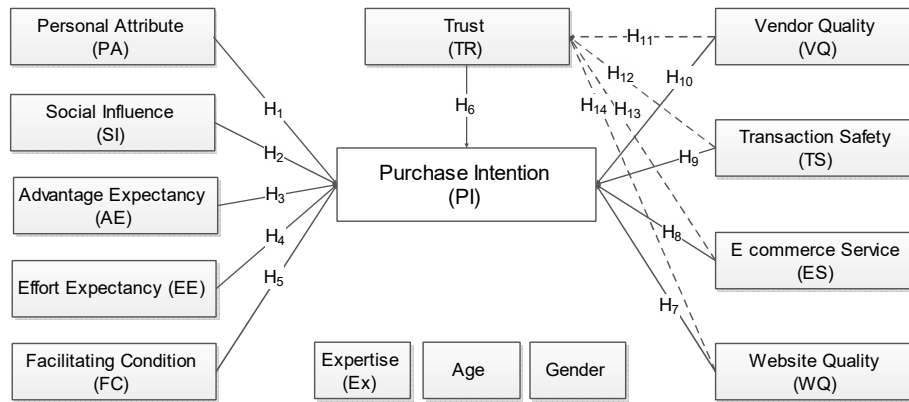 Personal Attribute
(PA)
Social Influence
(SI)
Advantage Expectancy
(AE)
Effort Expectancy (EE)
Facilitating Condition
(FC)
H₁
H₂
H₃
H₄
H₅
Trust
(TR)
H₆
Purchase Intention
(PI)
Expertise
(Ex)
Age
Gender
H₁₁
H₁₂
H₁₀
H₁₄
H₁₃
H₉
H₈
H₇
Vendor Quality
(VQ)
Transaction Safety
(TS)
E commerce Service
(ES)
Website Quality
(WQ)